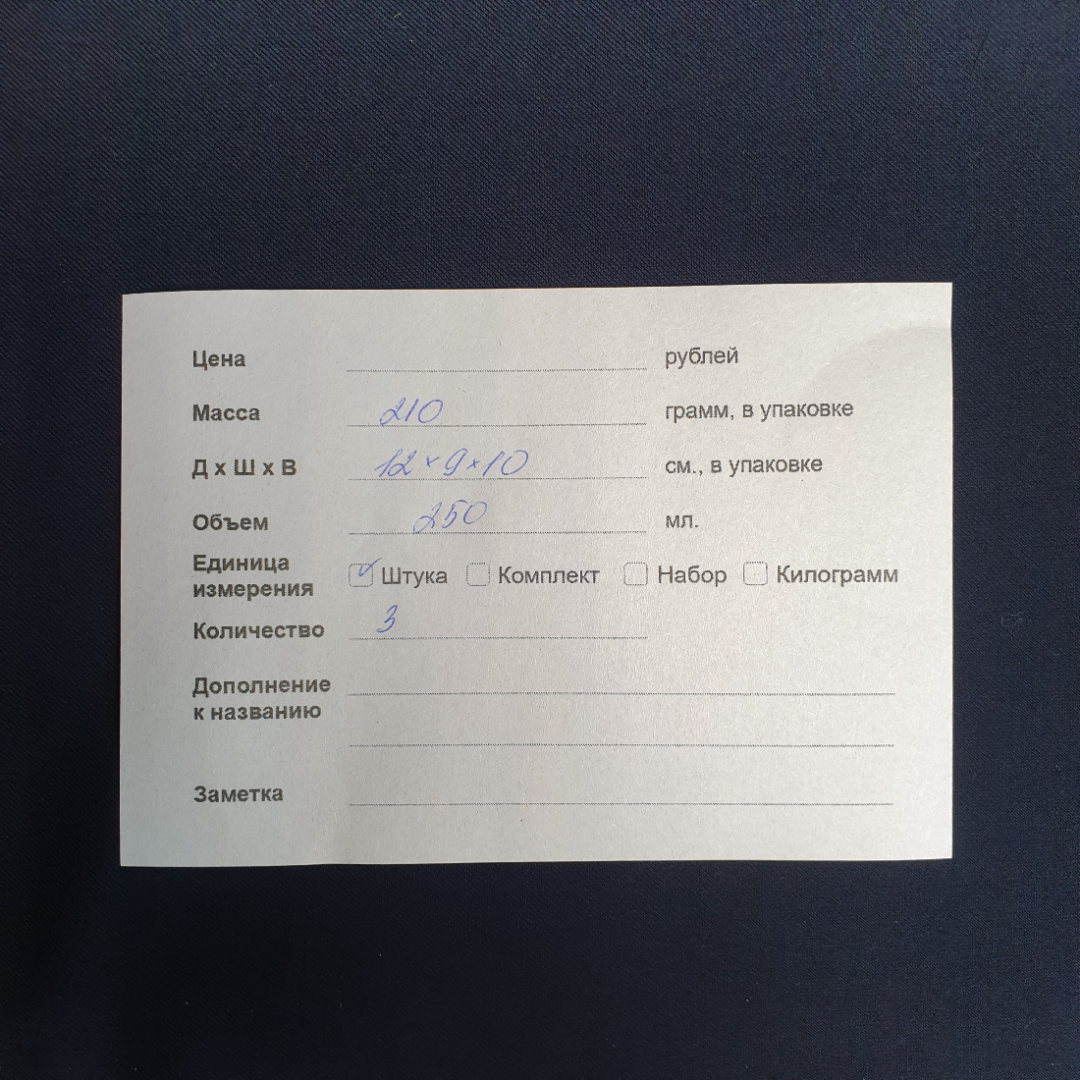 Цена рублей
Масса 210 грамм, в упаковке
Д х Ш х В 12 x 9 x 10 см., в упаковке
Объем 250 мл.
Единица
измерения Штука Комплект Набор Килограмм
Количество 3
Дополнение
к названию
Заметка